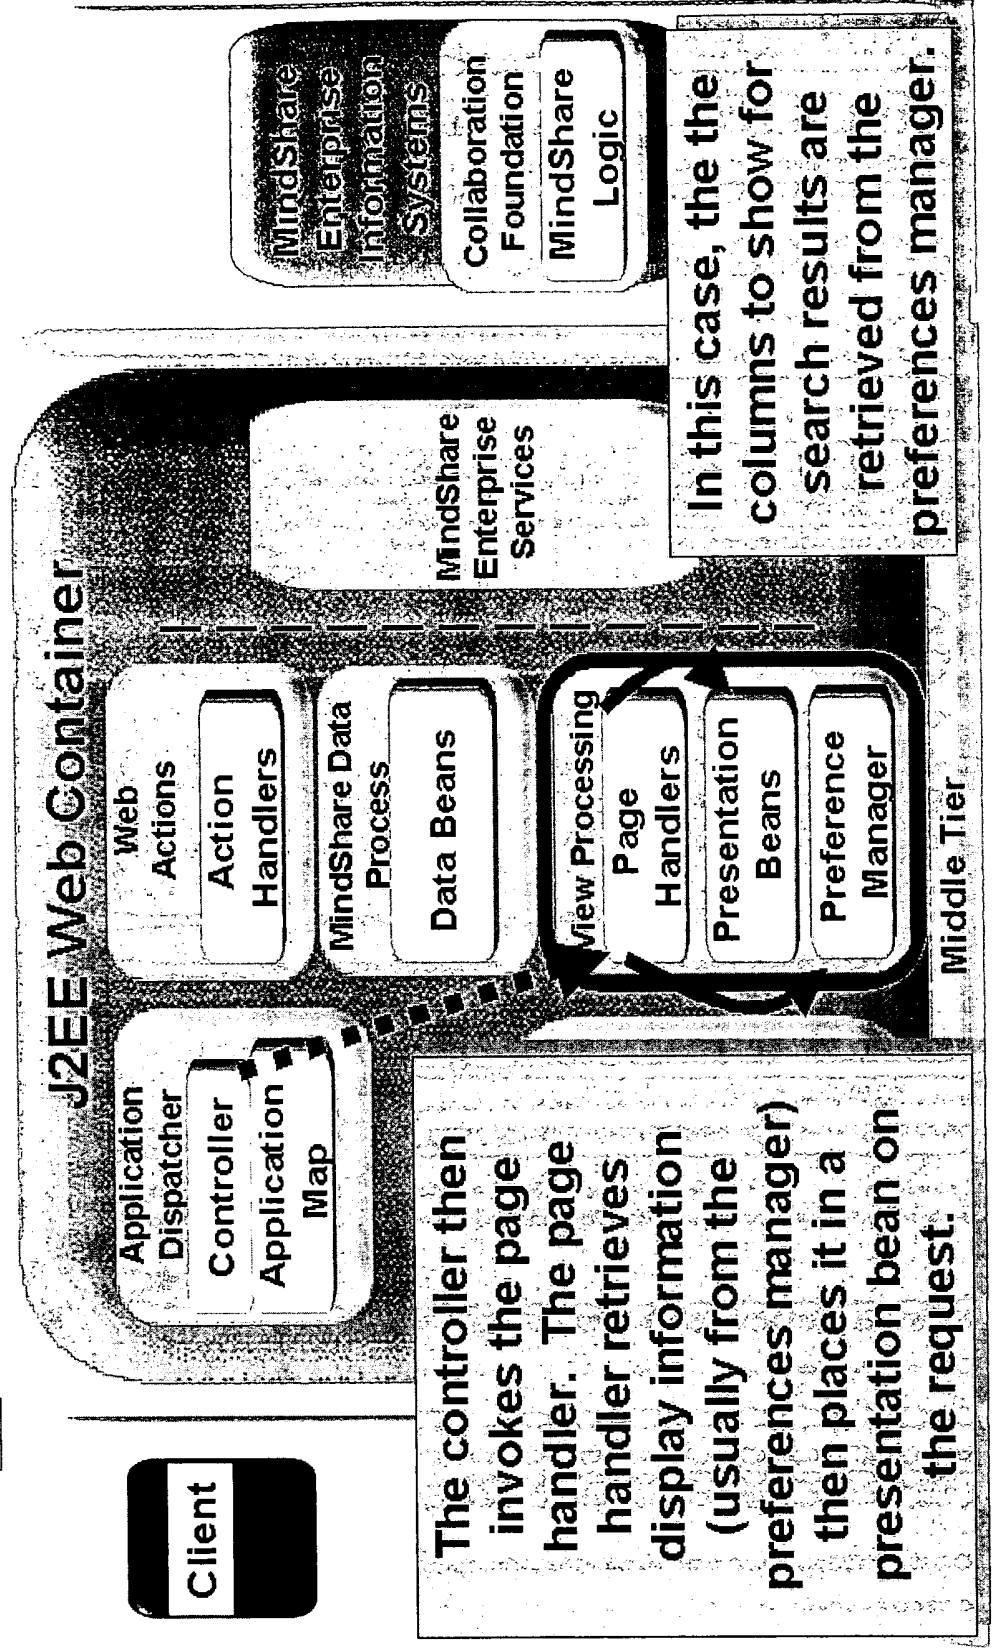 J2EE Web Container
Client
Application
Dispatcher
Controller
Application
Map
Web
Actions
Action
Handlers
MindShare Data
Process
Data Beans
View Processing
Page
Handlers
Presentation
Beans
Preference
Manager
MindShare
Enterprise
Services
MindShare
Enterprise
Information
Systems
Collaboration
Foundation
MindShare
Logic
Middle Tier
The controller then
invokes the page
handler. The page
handler retrieves
display information
(usually from the
preferences manager)
then places it in a
presentation bean on
the request.
In this case, the the
columns to show for
search results are
retrieved from the
preferences manager.